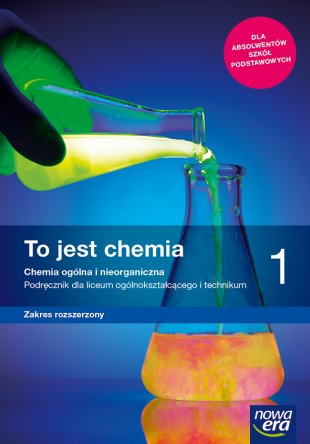 DLA
ABSOLWENTÓW
SZKÓŁ
PODSTAWOWYCH
To jest chemia
1
Chemia ogólna i nieorganiczna
Podręcznik dla liceum ogólnokształcącego i technikum
Zakres rozszerzony
nowa
era